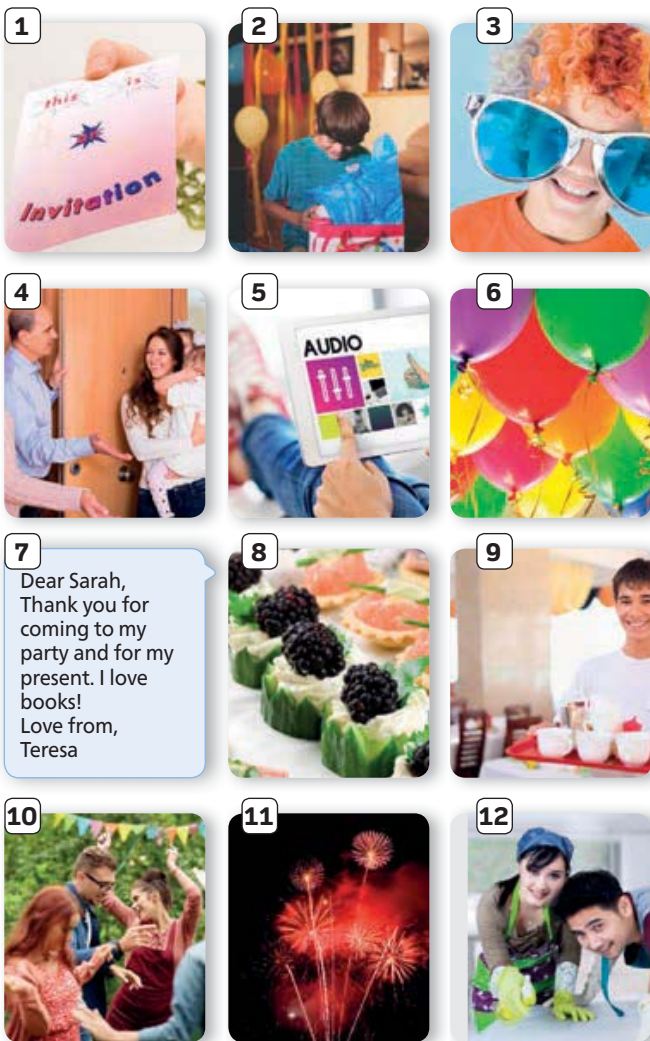 1
this is
an
Invitation
2
3
4
5
AUDIO
6
7
Dear Sarah,
Thank you for
coming to my
party and for my
present. I love
books!
Love from,
Teresa
8
9
10
11
12